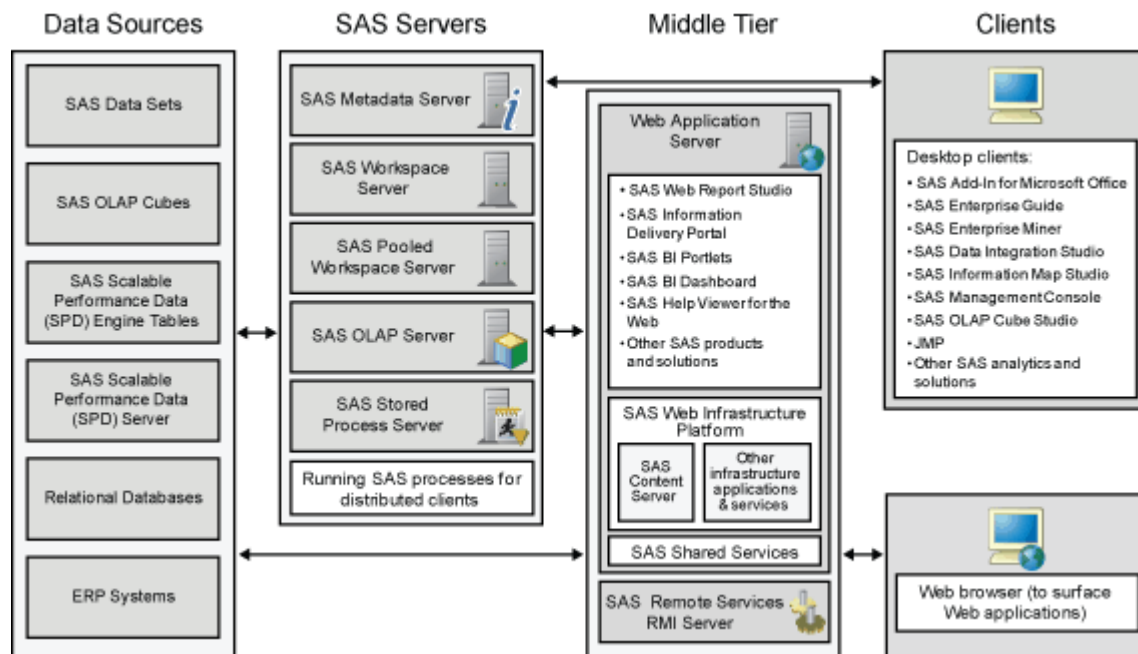 Data Sources
SAS Data Sets
SAS OLAP Cubes
SAS Scalable
Performance Data
(SPD) Engine Tables
SAS Scalable
Performance Data
(SPD) Server
Relational Databases
ERP Systems
SAS Servers
SAS Metadata Server
SAS Workspace
Server
SAS Pooled
Workspace Server
SAS OLAP Server
SAS Stored
Process Server
Running SAS processes for
distributed clients
Middle Tier
Web Application
Server
• SAS Web Report Studio
• SAS Information
Delivery Portal
• SAS BI Portlets
• SAS BI Dashboard
• SAS Help Viewer for the
Web
• Other SAS products
and solutions
SAS Web Infrastructure
Platform
SAS
Content
Server
Other
infrastructure
applications
& services
SAS Shared Services
SAS Remote Services
RMI Server
Clients
Desktop clients:
• SAS Add-In for Microsoft Office
• SAS Enterprise Guide
• SAS Enterprise Miner
• SAS Data Integration Studio
• SAS Information Map Studio
• SAS Management Console
• SAS OLAP Cube Studio
• JMP
• Other SAS analytics and
solutions
Web browser (to surface
Web applications)